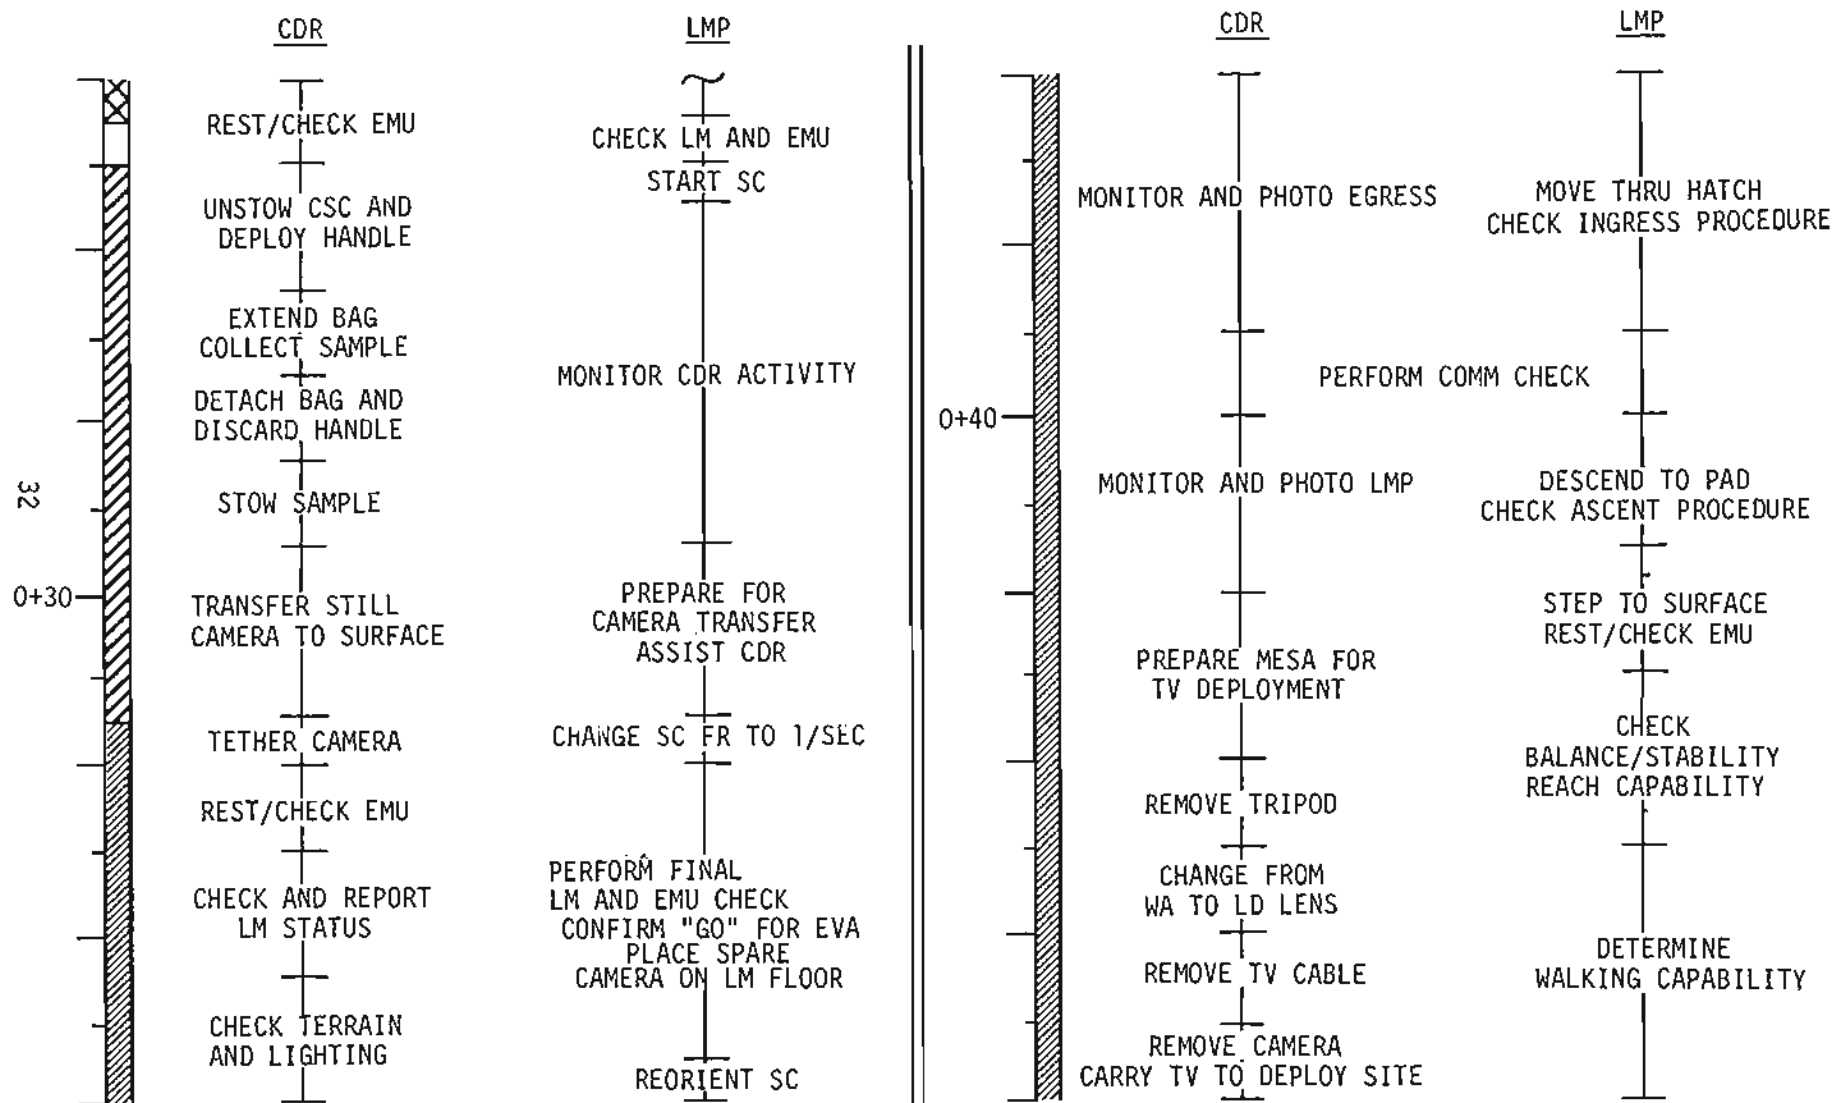 CDR
LMP
REST/CHECK EMU
CHECK LM AND EMU
START SC
UNSTOW CSC AND
DEPLOY HANDLE
EXTEND BAG
COLLECT SAMPLE
MONITOR CDR ACTIVITY
DETACH BAG AND
DISCARD HANDLE
STOW SAMPLE
32
0+30
TRANSFER STILL
CAMERA TO SURFACE
PREPARE FOR
CAMERA TRANSFER
ASSIST CDR
TETHER CAMERA
CHANGE SC FR TO 1/SEC
REST/CHECK EMU
CHECK AND REPORT
LM STATUS
PERFORM FINAL
LM AND EMU CHECK
CONFIRM "GO" FOR EVA
PLACE SPARE
CAMERA ON LM FLOOR
CHECK TERRAIN
AND LIGHTING
REORIENT SC
CDR
LMP
MONITOR AND PHOTO EGRESS
MOVE THRU HATCH
CHECK INGRESS PROCEDURE
PERFORM COMM CHECK
0+40
MONITOR AND PHOTO LMP
DESCEND TO PAD
CHECK ASCENT PROCEDURE
STEP TO SURFACE
REST/CHECK EMU
PREPARE MESA FOR
TV DEPLOYMENT
CHECK
BALANCE/STABILITY
REACH CAPABILITY
REMOVE TRIPOD
CHANGE FROM
WA TO LD LENS
REMOVE TV CABLE
DETERMINE
WALKING CAPABILITY
REMOVE CAMERA
CARRY TV TO DEPLOY SITE